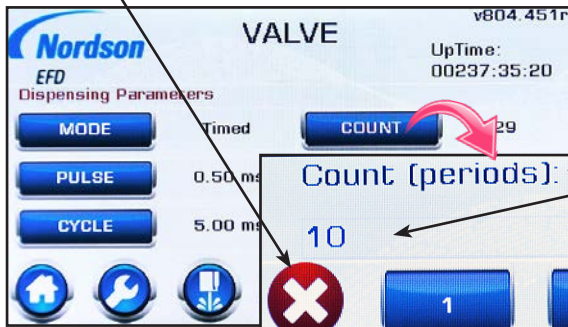 Nordson
EFD
VALVE
v804.451r
UpTime:
00237:35:20
Dispensing Parameters
MODE
Timed
COUNT
29
PULSE
0.50 ms
CYCLE
5.00 ms
Count (periods):
10
1